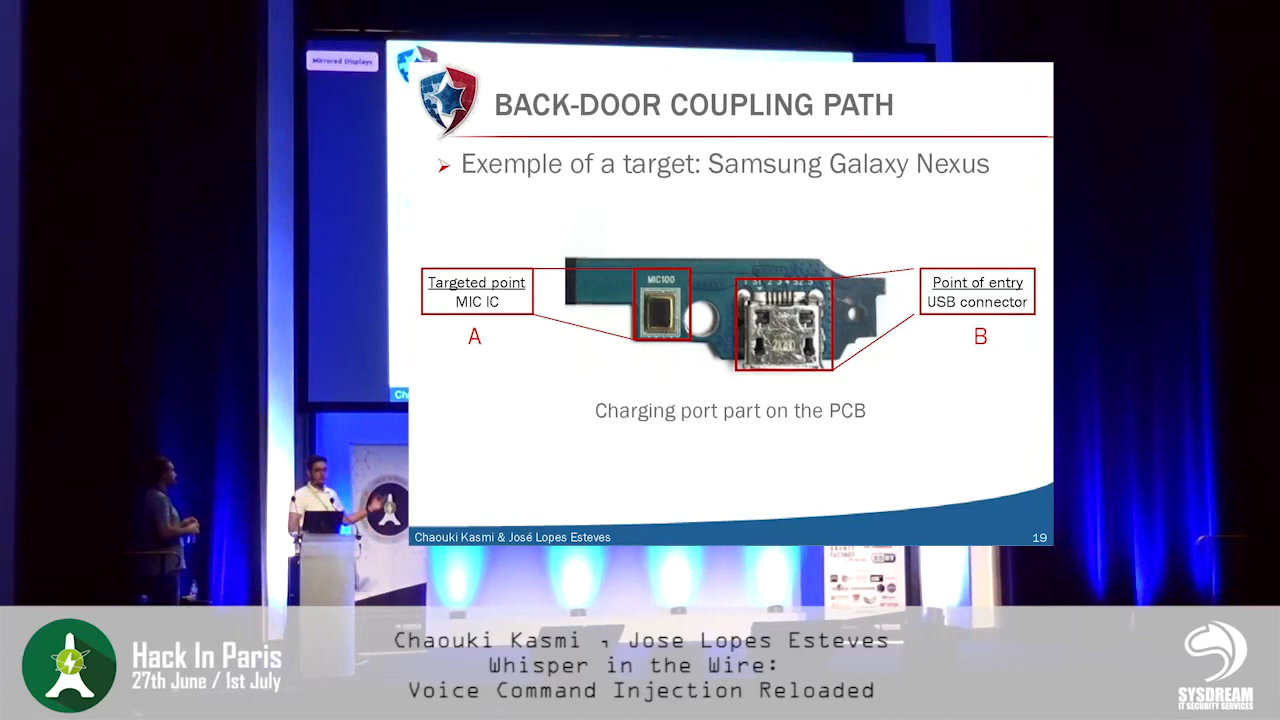 Mirrored Displays
BACK-DOOR COUPLING PATH
Exemple of a target: Samsung Galaxy Nexus
Targeted point
MIC IC
A
MIC100
Point of entry
USB connector
B
Charging port part on the PCB
Chaouki Kasmi & José Lopes Esteves
19
Ch
Hack In Paris
27th June / 1st July
Chaouki Kasmi , Jose Lopes Esteves
Whisper in the Wire:
Voice Command Injection Reloaded
SYSDREAM
IT SECURITY SERVICES